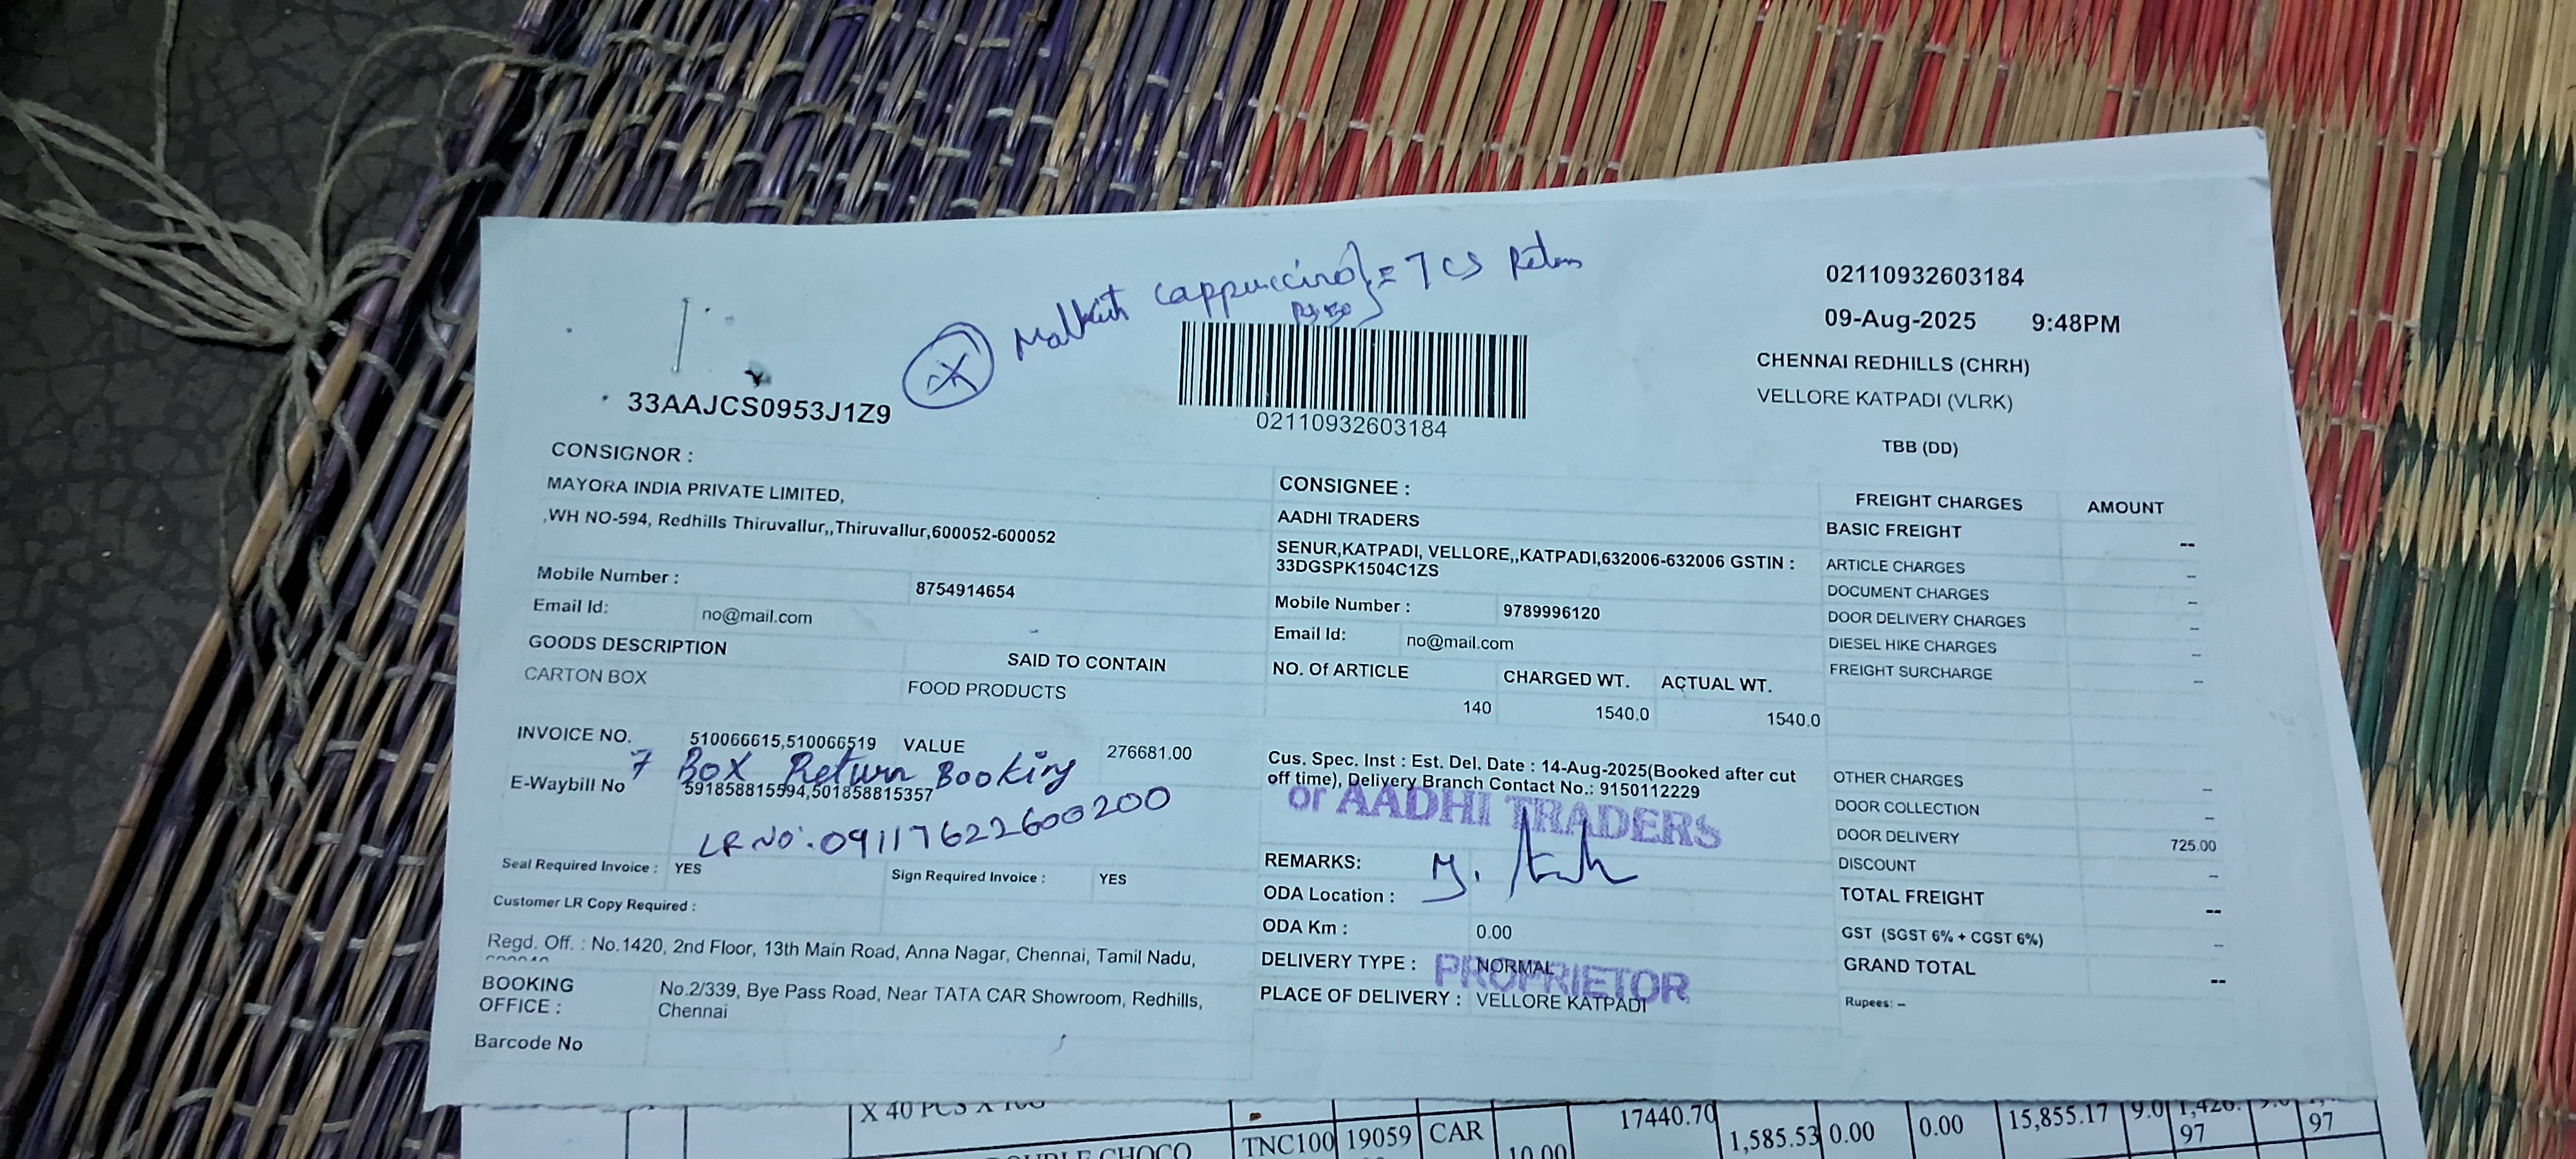 Malkist Cappuccino = 7 CS Return
Rs.30
02110932603184
09-Aug-2025 9:48PM
CHENNAI REDHILLS (CHRH)
VELLORE KATPADI (VLRK)
TBB (DD)
33AAJCS0953J1Z9
02110932603184
CONSIGNOR :
MAYORA INDIA PRIVATE LIMITED,
,WH NO-594, Redhills Thiruvallur,,Thiruvallur,600052-600052
Mobile Number : 8754914654
Email Id: no@mail.com
GOODS DESCRIPTION SAID TO CONTAIN
CARTON BOX FOOD PRODUCTS
INVOICE NO. 510066615,510066519 VALUE 276681.00
7 Box Return Booking
E-Waybill No 591858815594,501858815357
LR NO: 09117622600200
Seal Required Invoice : YES Sign Required Invoice : YES
Customer LR Copy Required :
Regd. Off. : No.1420, 2nd Floor, 13th Main Road, Anna Nagar, Chennai, Tamil Nadu,
BOOKING OFFICE : No.2/339, Bye Pass Road, Near TATA CAR Showroom, Redhills,
Chennai
Barcode No
CONSIGNEE :
AADHI TRADERS
SENUR,KATPADI, VELLORE,,KATPADI,632006-632006 GSTIN :
33DGSPK1504C1ZS
Mobile Number : 9789996120
Email Id: no@mail.com
NO. Of ARTICLE CHARGED WT. ACTUAL WT.
140 1540.0 1540.0
Cus. Spec. Inst : Est. Del. Date : 14-Aug-2025(Booked after cut
off time), Delivery Branch Contact No.: 9150112229
or AADHI TRADERS
REMARKS:
ODA Location :
ODA Km : 0.00
DELIVERY TYPE : NORMAL
PROPRIETOR
PLACE OF DELIVERY : VELLORE KATPADI
FREIGHT CHARGES AMOUNT
BASIC FREIGHT --
ARTICLE CHARGES --
DOCUMENT CHARGES --
DOOR DELIVERY CHARGES --
DIESEL HIKE CHARGES --
FREIGHT SURCHARGE --
OTHER CHARGES --
DOOR COLLECTION --
DOOR DELIVERY 725.00
DISCOUNT --
TOTAL FREIGHT --
GST (SGST 6% + CGST 6%) --
GRAND TOTAL --
Rupees: --
X 40 PCS X 17440.70 1,585.53 0.00 0.00 15,855.17 9.0 1,426.97 97
CHOCO TNC100 19059 CAR 10.00